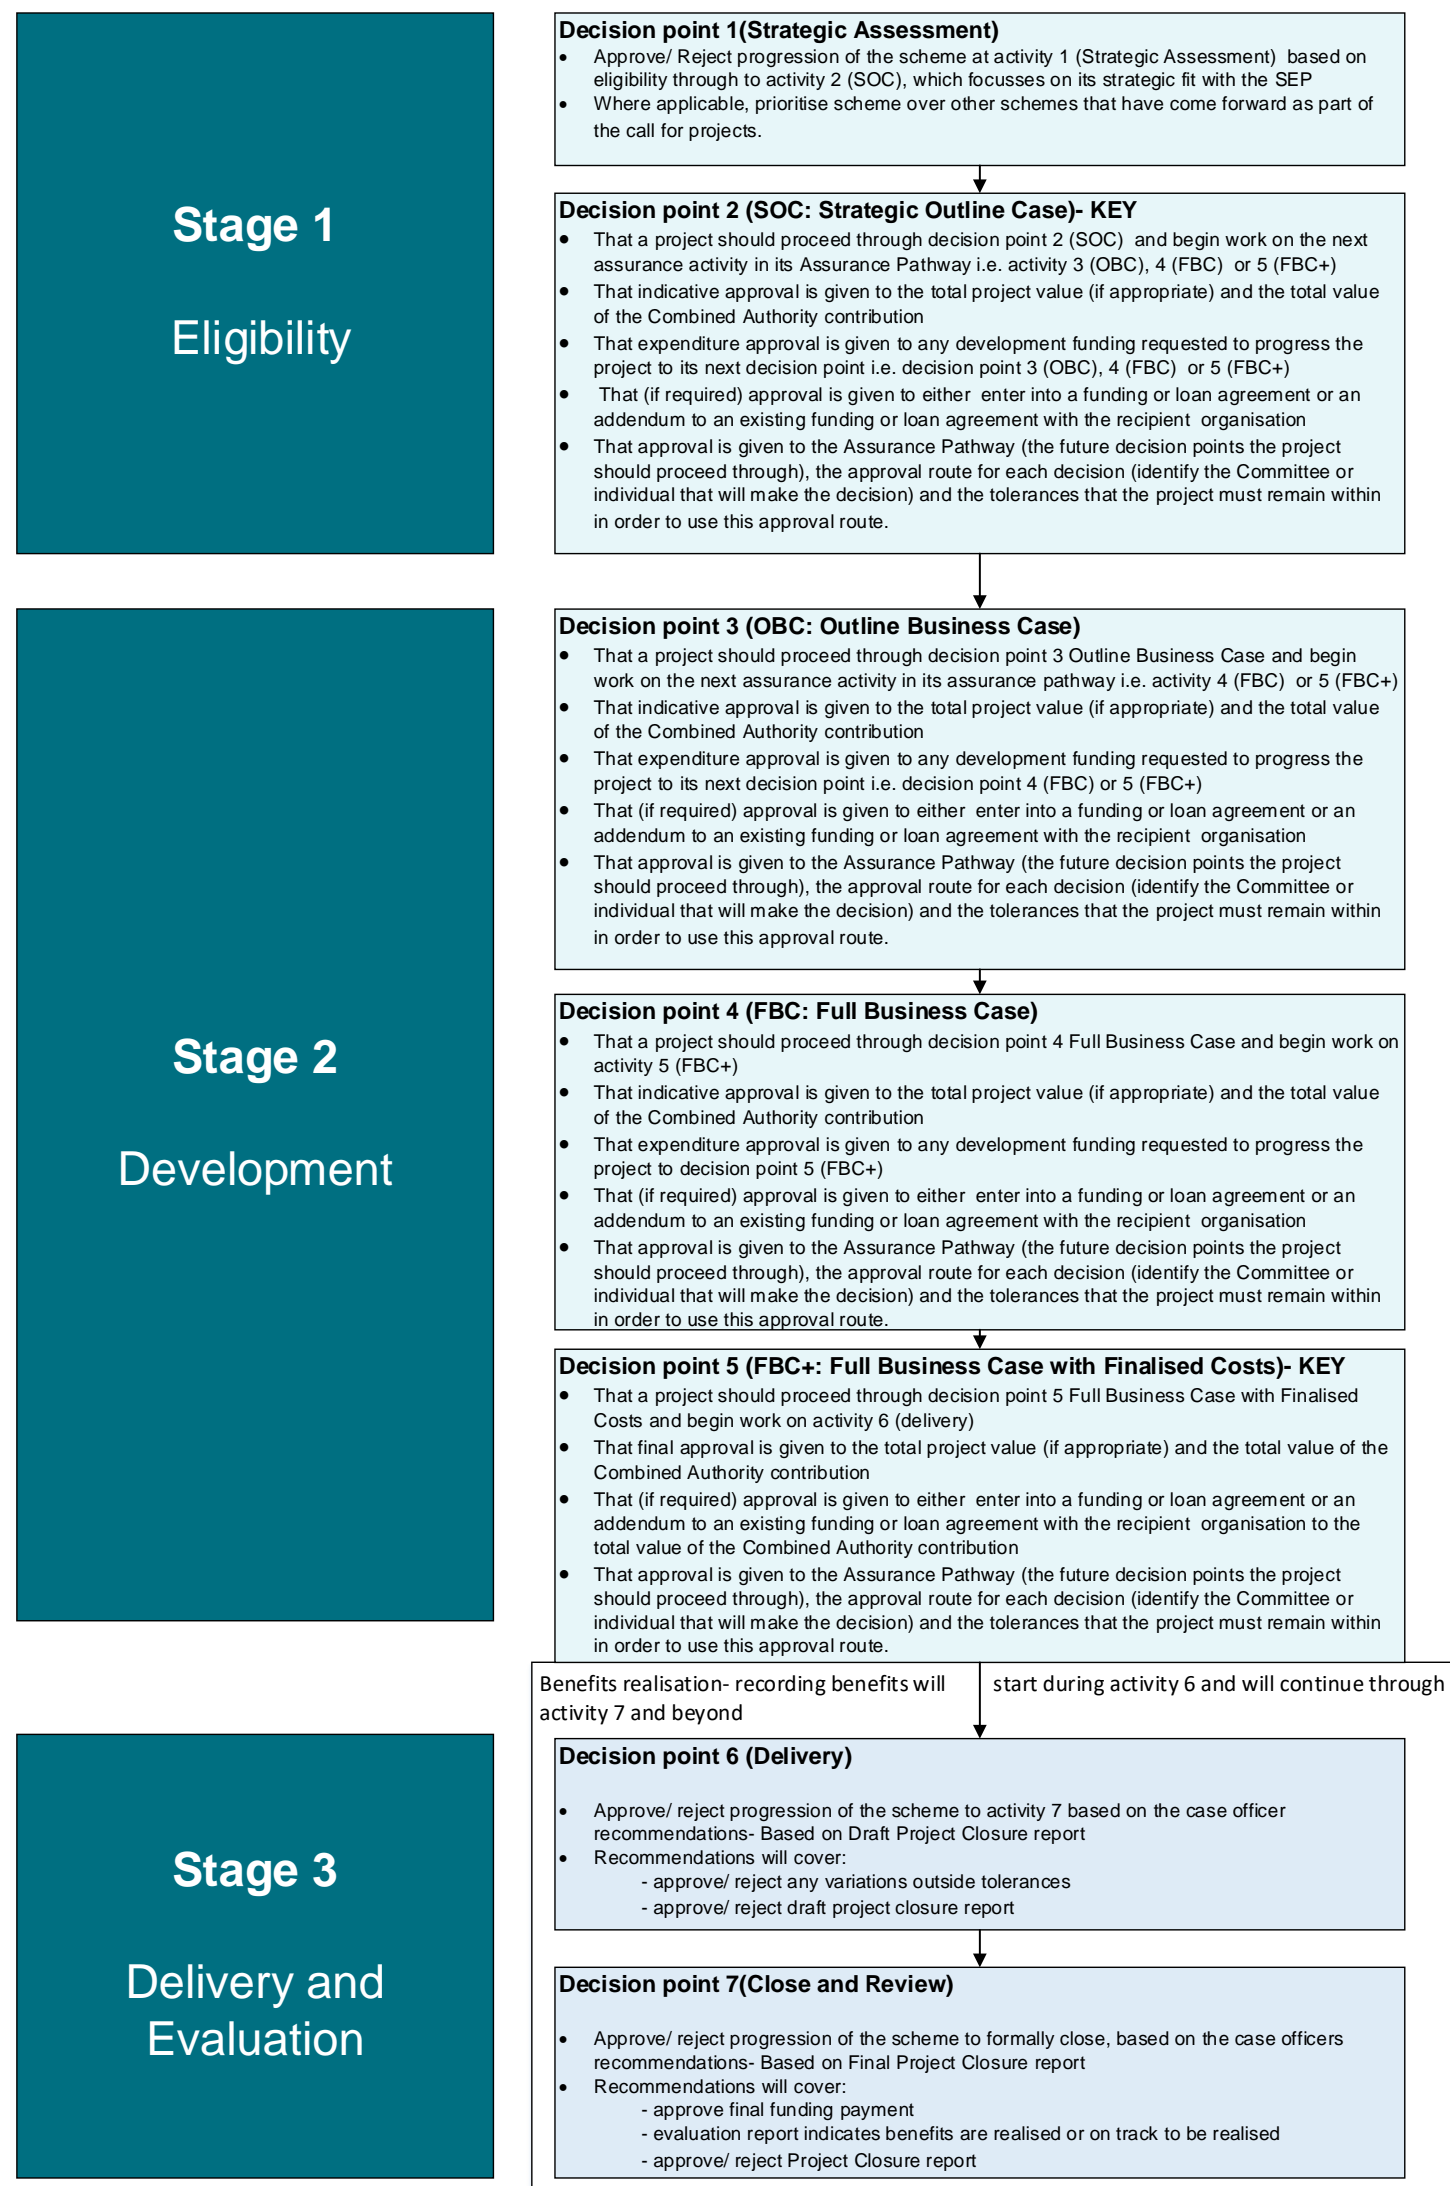 Stage 1
Eligibility
Decision point 1(Strategic Assessment)
• Approve/ Reject progression of the scheme at activity 1 (Strategic Assessment) based on
eligibility through to activity 2 (SOC), which focusses on its strategic fit with the SEP
• Where applicable, prioritise scheme over other schemes that have come forward as part of
the call for projects.
Decision point 2 (SOC: Strategic Outline Case)- KEY
• That a project should proceed through decision point 2 (SOC) and begin work on the next
assurance activity in its Assurance Pathway i.e. activity 3 (OBC), 4 (FBC) or 5 (FBC+)
• That indicative approval is given to the total project value (if appropriate) and the total value
of the Combined Authority contribution
• That expenditure approval is given to any development funding requested to progress the
project to its next decision point i.e. decision point 3 (OBC), 4 (FBC) or 5 (FBC+)
• That (if required) approval is given to either enter into a funding or loan agreement or an
addendum to an existing funding or loan agreement with the recipient organisation
• That approval is given to the Assurance Pathway (the future decision points the project
should proceed through), the approval route for each decision (identify the Committee or
individual that will make the decision) and the tolerances that the project must remain within
in order to use this approval route.
Stage 2
Development
Decision point 3 (OBC: Outline Business Case)
• That a project should proceed through decision point 3 Outline Business Case and begin
work on the next assurance activity in its assurance pathway i.e. activity 4 (FBC) or 5 (FBC+)
• That indicative approval is given to the total project value (if appropriate) and the total value
of the Combined Authority contribution
• That expenditure approval is given to any development funding requested to progress the
project to its next decision point i.e. decision point 4 (FBC) or 5 (FBC+)
• That (if required) approval is given to either enter into a funding or loan agreement or an
addendum to an existing funding or loan agreement with the recipient organisation
• That approval is given to the Assurance Pathway (the future decision points the project
should proceed through), the approval route for each decision (identify the Committee or
individual that will make the decision) and the tolerances that the project must remain within
in order to use this approval route.
Decision point 4 (FBC: Full Business Case)
• That a project should proceed through decision point 4 Full Business Case and begin work on
activity 5 (FBC+)
• That indicative approval is given to the total project value (if appropriate) and the total value
of the Combined Authority contribution
• That expenditure approval is given to any development funding requested to progress the
project to decision point 5 (FBC+)
• That (if required) approval is given to either enter into a funding or loan agreement or an
addendum to an existing funding or loan agreement with the recipient organisation
• That approval is given to the Assurance Pathway (the future decision points the project
should proceed through), the approval route for each decision (identify the Committee or
individual that will make the decision) and the tolerances that the project must remain within
in order to use this approval route.
Decision point 5 (FBC+: Full Business Case with Finalised Costs)- KEY
• That a project should proceed through decision point 5 Full Business Case with Finalised
Costs and begin work on activity 6 (delivery)
• That final approval is given to the total project value (if appropriate) and the total value of the
Combined Authority contribution
• That (if required) approval is given to either enter into a funding or loan agreement or an
addendum to an existing funding or loan agreement with the recipient organisation to the
total value of the Combined Authority contribution
• That approval is given to the Assurance Pathway (the future decision points the project
should proceed through), the approval route for each decision (identify the Committee or
individual that will make the decision) and the tolerances that the project must remain within
in order to use this approval route.
Benefits realisation- recording benefits will start during activity 6 and will continue through
activity 7 and beyond
Stage 3
Delivery and
Evaluation
Decision point 6 (Delivery)
• Approve/ reject progression of the scheme to activity 7 based on the case officer
recommendations- Based on Draft Project Closure report
• Recommendations will cover:
- approve/ reject any variations outside tolerances
- approve/ reject draft project closure report
Decision point 7(Close and Review)
• Approve/ reject progression of the scheme to formally close, based on the case officers
recommendations- Based on Final Project Closure report
• Recommendations will cover:
- approve final funding payment
- evaluation report indicates benefits are realised or on track to be realised
- approve/ reject Project Closure report